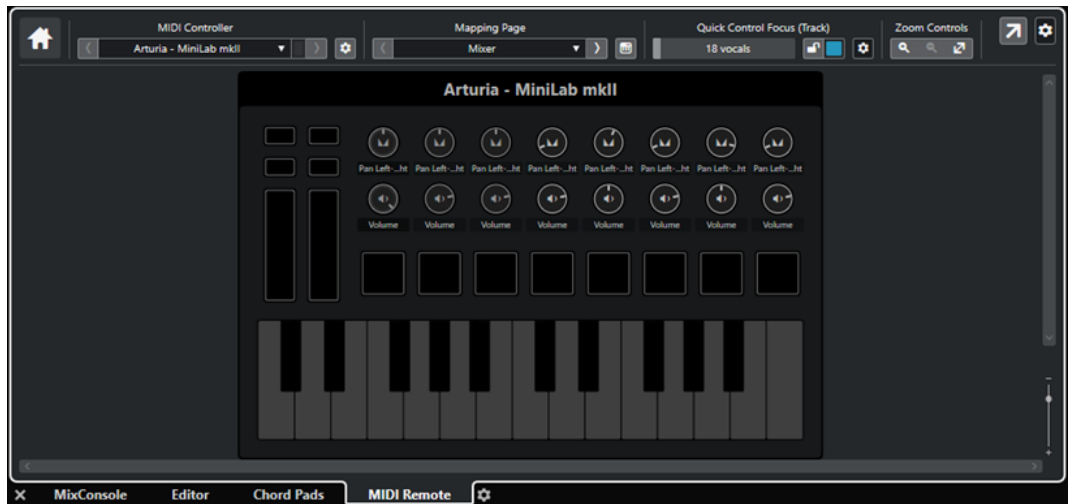 MIDI Controller
Mapping Page
Quick Control Focus (Track)
Zoom Controls
Arturia - MiniLab mkII
Mixer
18 vocals
Arturia - MiniLab mkII
Pan Left-...ht Pan Left-...ht Pan Left-...ht Pan Left-...ht Pan Left-...ht Pan Left-...ht Pan Left-...ht Pan Left-...ht
Volume Volume Volume Volume Volume Volume Volume Volume
MixConsole Editor Chord Pads MIDI Remote